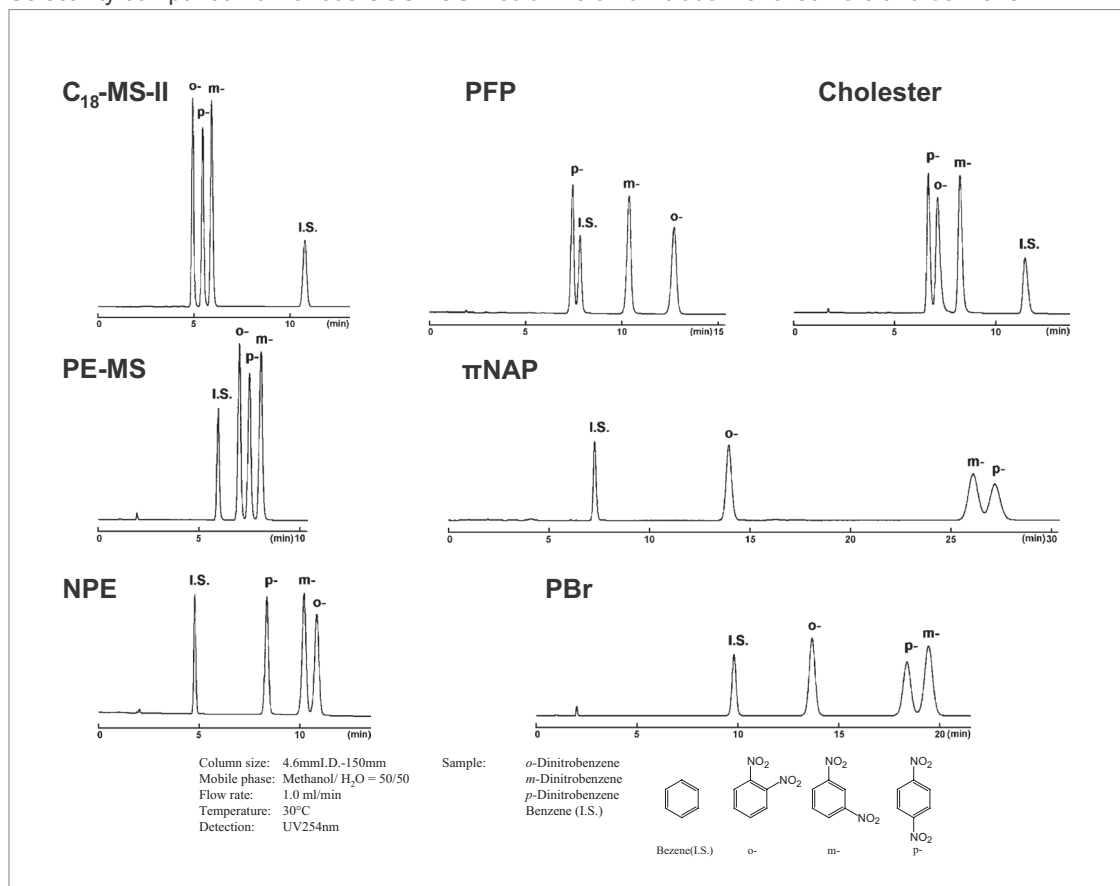 C18-MS-II
o-
m-
p-
I.S.
0 5 10 (min)
PFP
p-
I.S.
m-
o-
0 5 10 (min) 15
Cholester
p-
o-
m-
I.S.
0 5 10 (min)
PE-MS
I.S.
o-
p-
m-
0 5 (min) 10
πNAP
I.S.
o-
m-
p-
0 5 10 15 20 25 (min) 30
NPE
I.S.
p-
m-
o-
0 5 10 (min)
PBr
I.S.
o-
p-
m-
0 5 10 15 20 (min)
Column size: 4.6mmI.D.-150mm
Mobile phase: Methanol/ H2O = 50/50
Flow rate: 1.0 ml/min
Temperature: 30°C
Detection: UV254nm
Sample: o-Dinitrobenzene
m-Dinitrobenzene
p-Dinitrobenzene
Benzene (I.S.)
NO2
NO2
NO2
NO2
NO2
NO2
Bezene(I.S.) o- m- p-